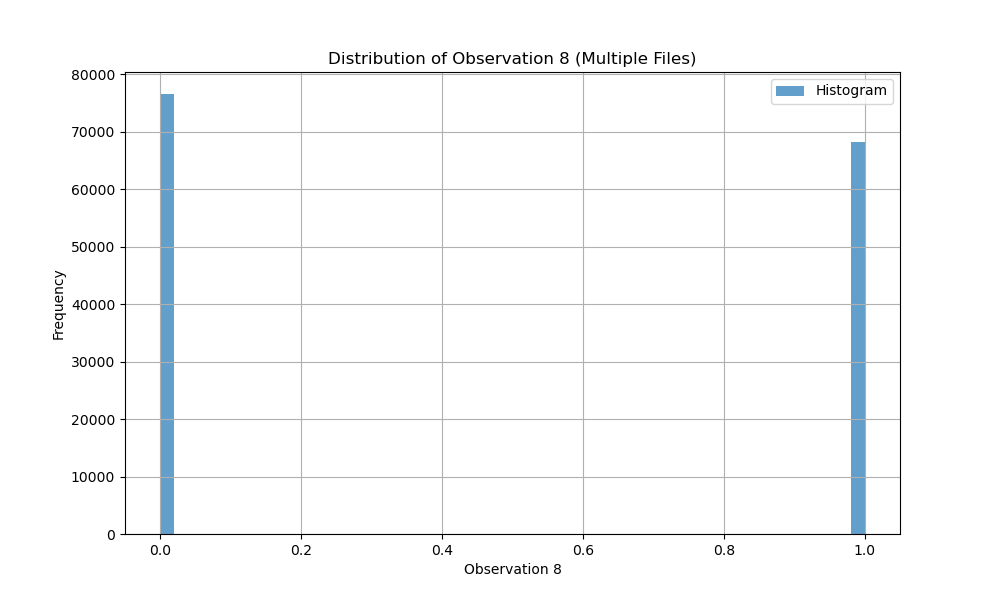 Distribution of Observation 8 (Multiple Files)
Histogram
80000
70000
60000
50000
40000
30000
20000
10000
0
Frequency
0.0 0.2 0.4 0.6 0.8 1.0
Observation 8